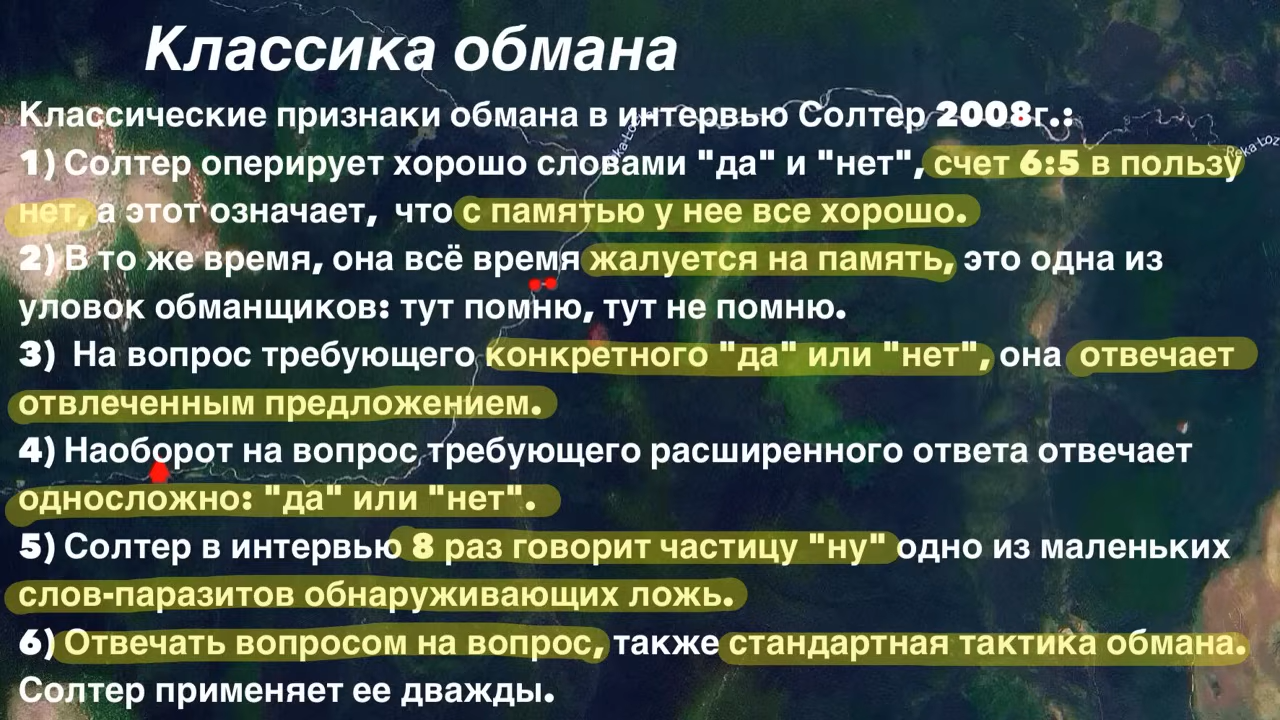 Классика обмана
Классические признаки обмана в интервью Солтер 2008г.:
1) Солтер оперирует хорошо словами "да" и "нет", счет 6:5 в пользу
нет, а этот означает, что с памятью у нее все хорошо.
2) В то же время, она всё время жалуется на память, это одна из
уловок обманщиков: тут помню, тут не помню.
3) На вопрос требующего конкретного "да" или "нет", она отвечает
отвлеченным предложением.
4) Наоборот на вопрос требующего расширенного ответа отвечает
односложно: "да" или "нет".
5) Солтер в интервью 8 раз говорит частицу "ну" одно из маленьких
слов-паразитов обнаруживающих ложь.
6) Отвечать вопросом на вопрос, также стандартная тактика обмана.
Солтер применяет ее дважды.